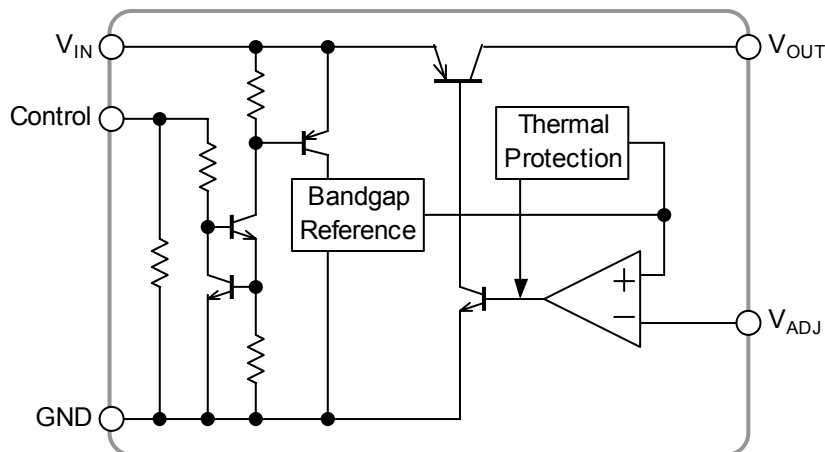 V_IN
V_OUT
Control
Thermal
Protection
Bandgap
Reference
+
−
V_ADJ
GND